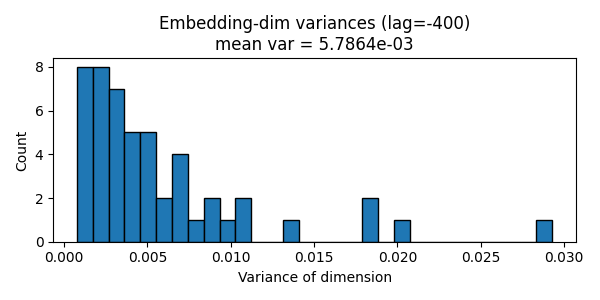 Embedding-dim variances (lag=-400)
mean var = 5.7864e-03
8
6
4
2
0
Count
0.000 0.005 0.010 0.015 0.020 0.025 0.030
Variance of dimension